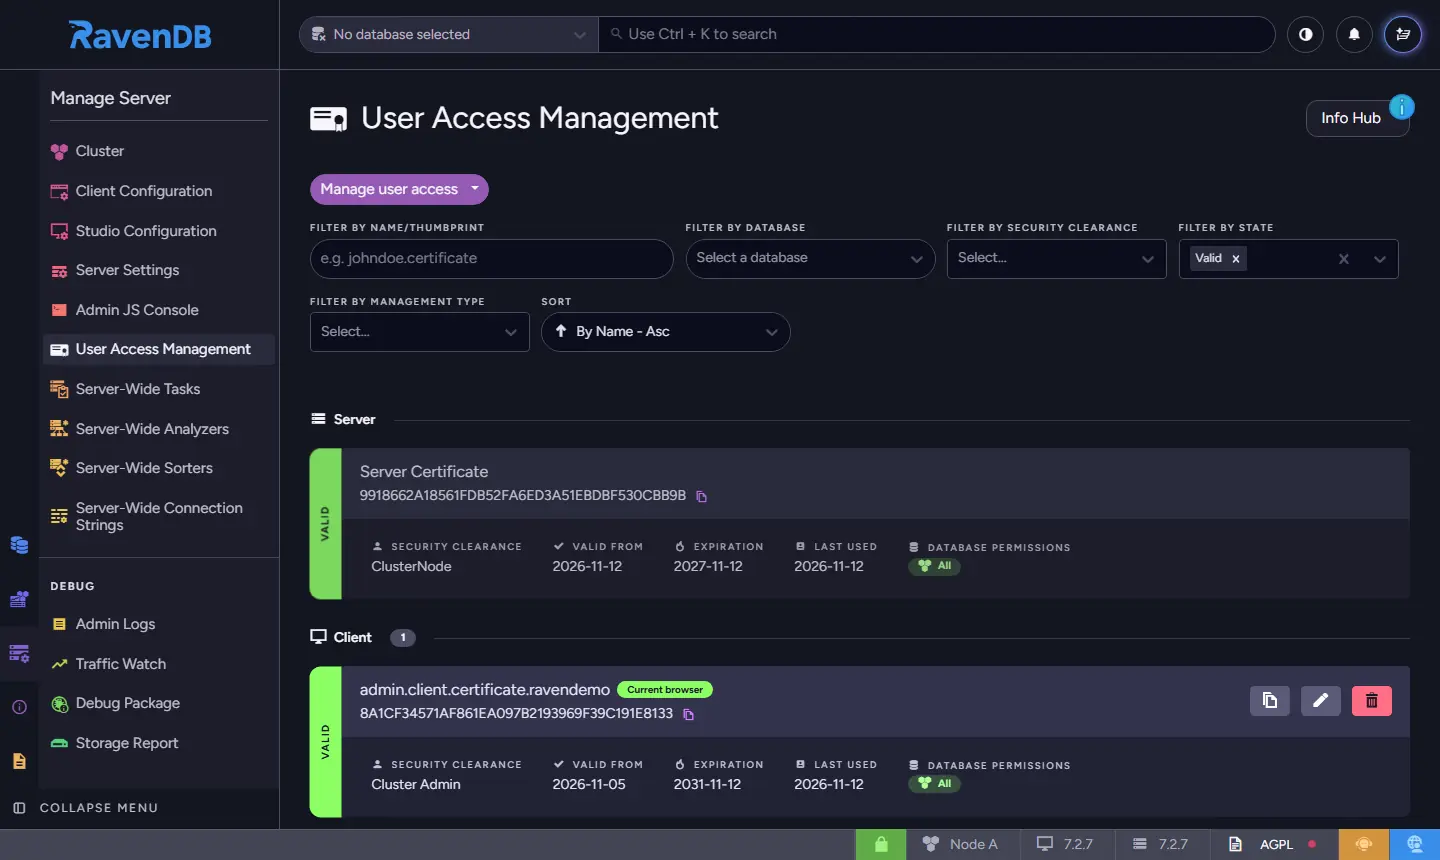 RavenDB
No database selected
Use Ctrl + K to search
Manage Server
Cluster
Client Configuration
Studio Configuration
Server Settings
Admin JS Console
User Access Management
Server-Wide Tasks
Server-Wide Analyzers
Server-Wide Sorters
Server-Wide Connection
Strings
DEBUG
Admin Logs
Traffic Watch
Debug Package
Storage Report
COLLAPSE MENU
User Access Management
Info Hub
Manage user access
FILTER BY NAME/THUMBPRINT
FILTER BY DATABASE
FILTER BY SECURITY CLEARANCE
FILTER BY STATE
e.g. johndoe.certificate
Select a database
Select...
Valid
FILTER BY MANAGEMENT TYPE
SORT
Select...
By Name - Asc
Server
VALID
Server Certificate
9918662A18561FDB52FA6ED3A51EBDBF530CBB9B
SECURITY CLEARANCE
VALID FROM
EXPIRATION
LAST USED
DATABASE PERMISSIONS
ClusterNode
2026-11-12
2027-11-12
2026-11-12
All
Client
1
VALID
admin.client.certificate.ravendemo
Current browser
8A1CF34571AF861EA097B2193969F39C191E8133
SECURITY CLEARANCE
VALID FROM
EXPIRATION
LAST USED
DATABASE PERMISSIONS
Cluster Admin
2026-11-05
2031-11-12
2026-11-12
All
Node A
7.2.7
7.2.7
AGPL